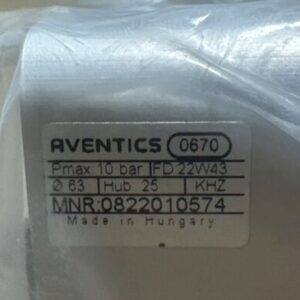 AVENTICS 0670
Pmax 10 bar FD 22W43
Ø 63 Hub 25 KHZ
MNR:0822010574
Made in Hungary